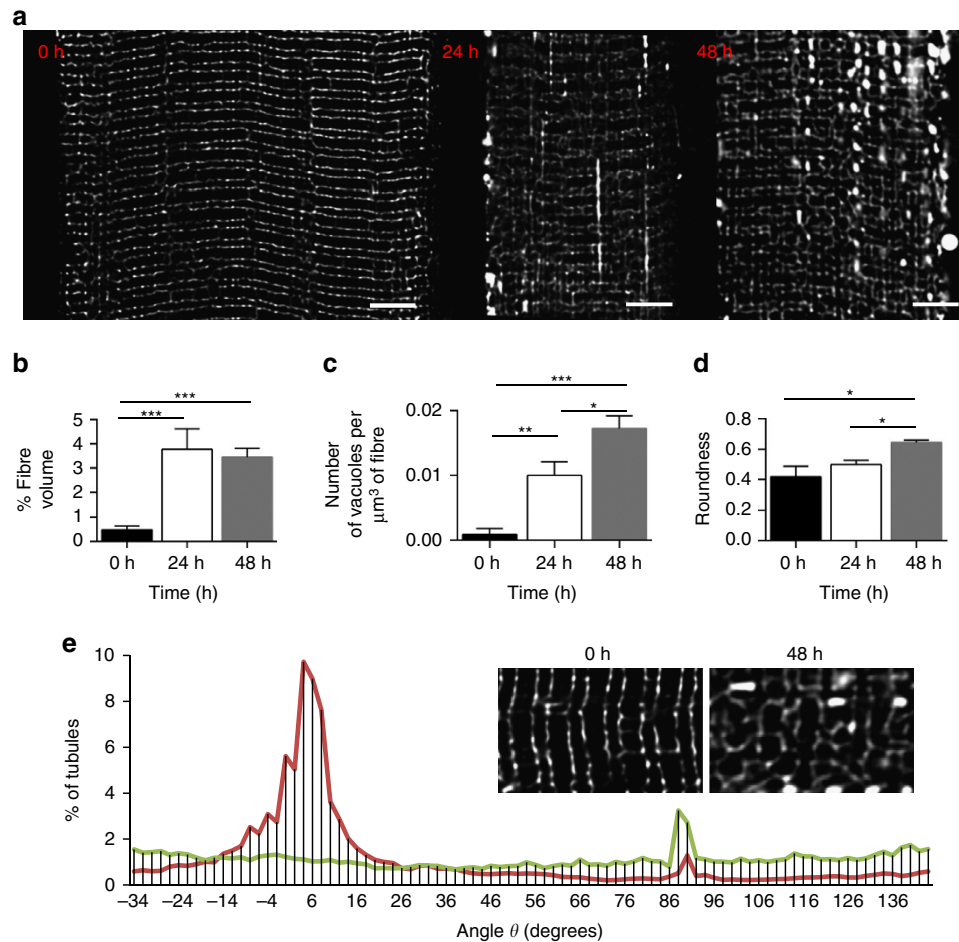 a
0 h
24 h
48 h
b
***
***
% Fibre
volume
5
4
3
2
1
0
0 h 24 h 48 h
Time (h)
c
***
*
**
Number
of vacuoles per
µm³ of fibre
0.02
0.01
0.00
0 h 24 h 48 h
Time (h)
d
*
*
Roundness
0.8
0.6
0.4
0.2
0.0
0 h 24 h 48 h
Time (h)
e
0 h 48 h
% of tubules
10
8
6
4
2
0
–34 –24 –14 –4 6 16 26 36 46 56 66 76 86 96 106 116 126 136
Angle θ (degrees)